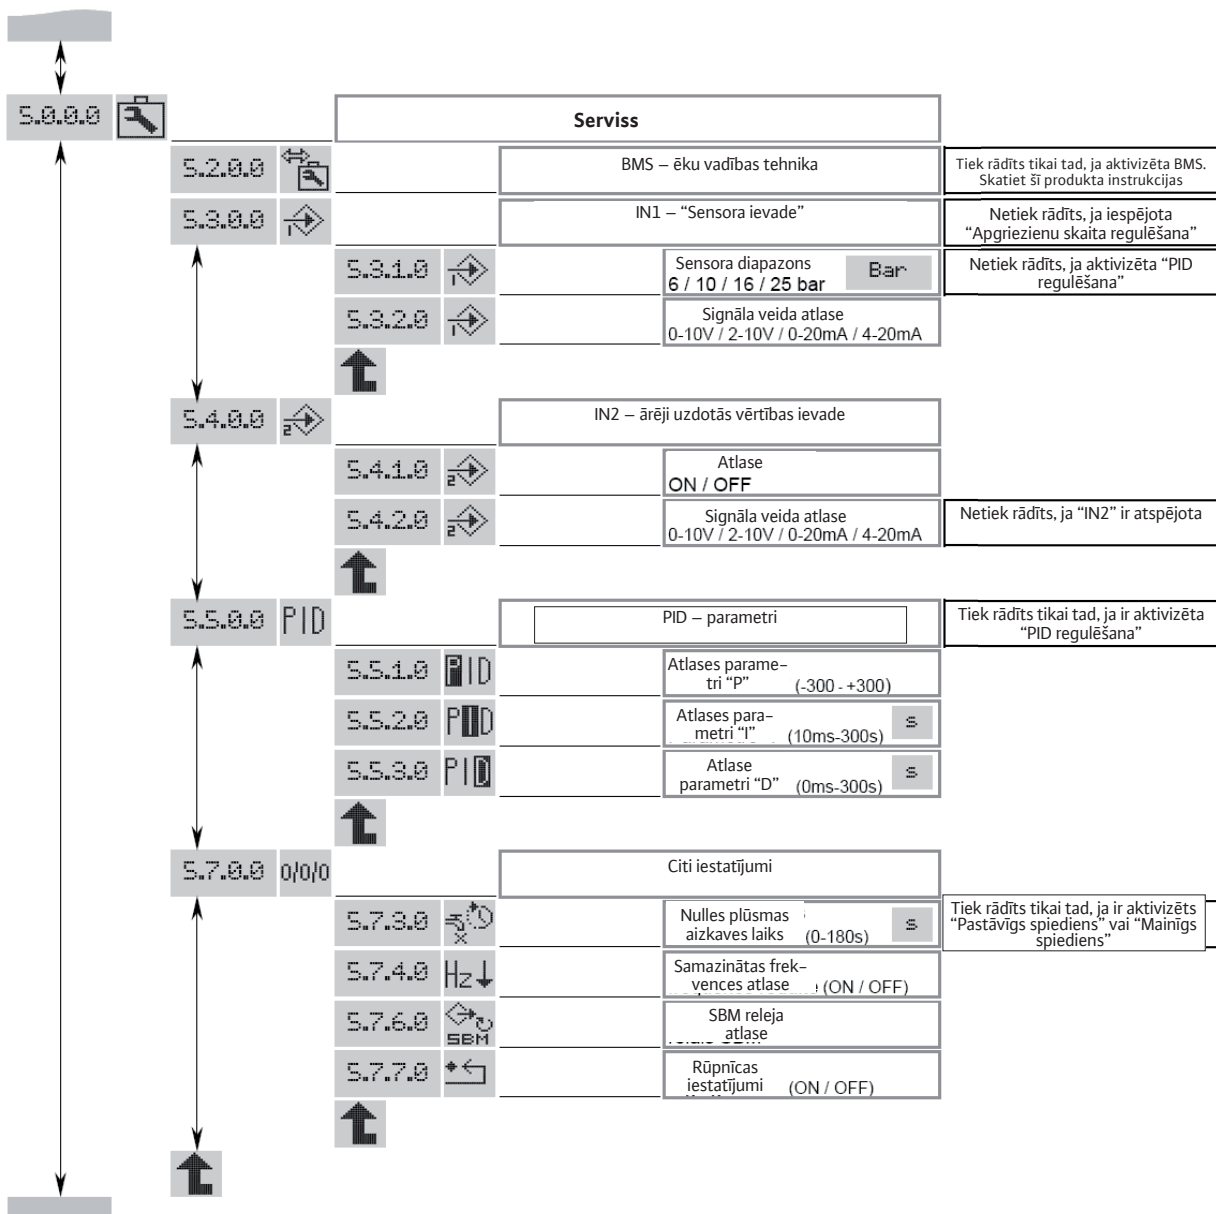 5.0.0.0
Serviss
5.2.0.0
BMS – ēku vadības tehnika
Tiek rādīts tikai tad, ja aktivizēta BMS.
Skatiet šī produkta instrukcijas
5.3.0.0
1
IN1 – “Sensora ievade”
Netiek rādīts, ja iespējota
“Apgriezienu skaita regulēšana”
5.3.1.0
1
Sensora diapazons
6 / 10 / 16 / 25 bar
Bar
Netiek rādīts, ja aktivizēta “PID
regulēšana”
5.3.2.0
1
Signāla veida atlase
0-10V / 2-10V / 0-20mA / 4-20mA
5.4.0.0
2
IN2 – ārēji uzdotās vērtības ievade
5.4.1.0
2
Atlase
ON / OFF
5.4.2.0
2
Signāla veida atlase
0-10V / 2-10V / 0-20mA / 4-20mA
Netiek rādīts, ja “IN2” ir atspējota
5.5.0.0
PID
PID – parametri
Tiek rādīts tikai tad, ja ir aktivizēta
“PID regulēšana”
5.5.1.0
PID
Atlases parame–
tri “P” (-300 - +300)
5.5.2.0
PID
Atlases para–
metri “I” (10ms-300s)
s
5.5.3.0
PID
Atlase
parametri “D” (0ms-300s)
s
5.7.0.0
0/0/0
Citi iestatījumi
5.7.3.0
X
Nulles plūsmas
aizkaves laiks (0-180s)
s
Tiek rādīts tikai tad, ja ir aktivizēts
“Pastāvīgs spiediens” vai “Mainīgs
spiediens”
5.7.4.0
Hz
Samazinātas frek–
vences atlase (ON / OFF)
5.7.6.0
SBM
SBM releja
atlase
5.7.7.0
Rūpnīcas
iestatījumi (ON / OFF)